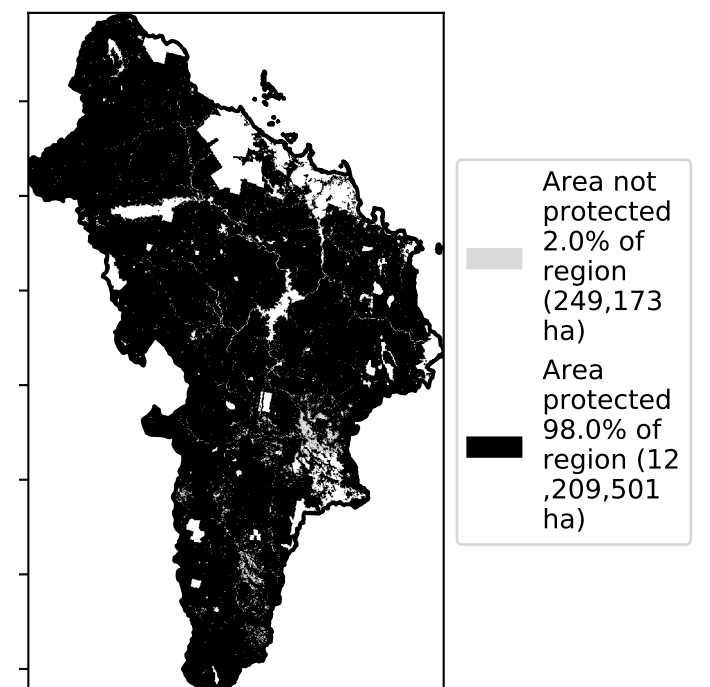 Area not
protected
2.0% of
region
(249,173
ha)
Area
protected
98.0% of
region (12
,209,501
ha)